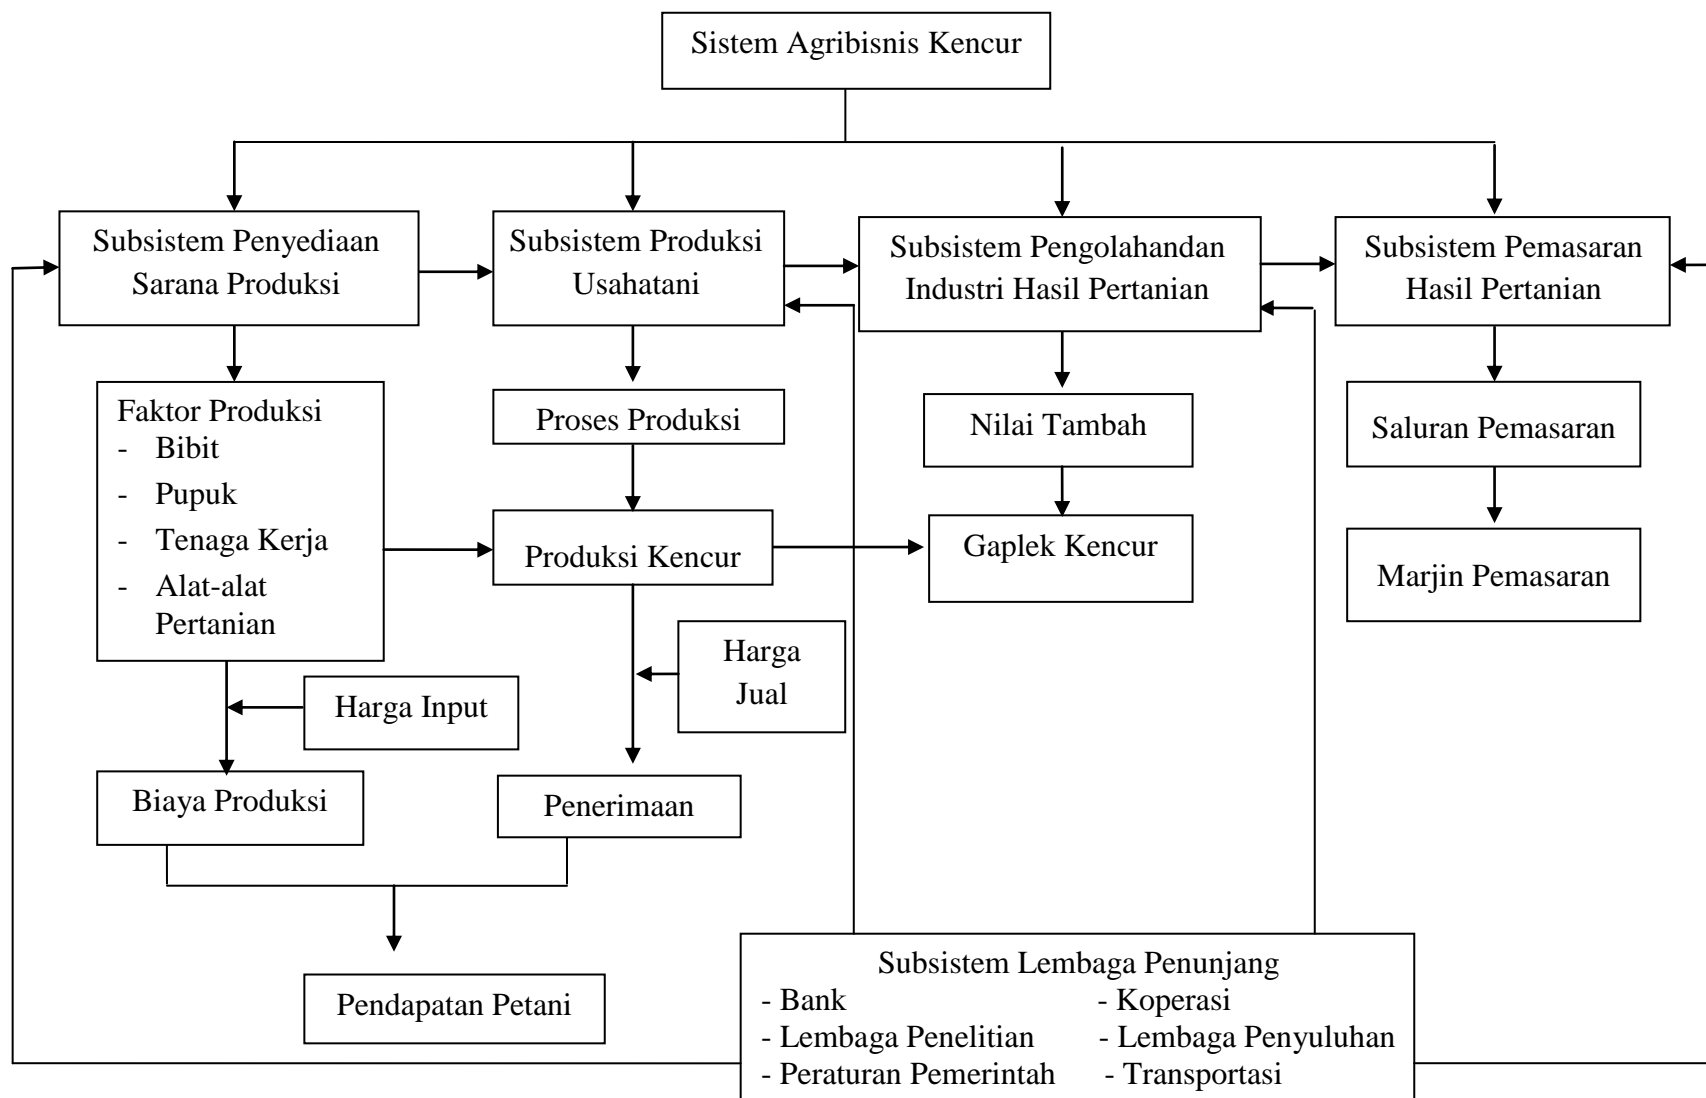 Sistem Agribisnis Kencur
Subsistem Penyediaan
Sarana Produksi
Subsistem Produksi
Usahatani
Subsistem Pengolahandan
Industri Hasil Pertanian
Subsistem Pemasaran
Hasil Pertanian
Faktor Produksi
- Bibit
- Pupuk
- Tenaga Kerja
- Alat-alat
Pertanian
Proses Produksi
Nilai Tambah
Saluran Pemasaran
Produksi Kencur
Gaplek Kencur
Marjin Pemasaran
Harga
Jual
Harga Input
Biaya Produksi
Penerimaan
Pendapatan Petani
Subsistem Lembaga Penunjang
- Bank - Koperasi
- Lembaga Penelitian - Lembaga Penyuluhan
- Peraturan Pemerintah - Transportasi